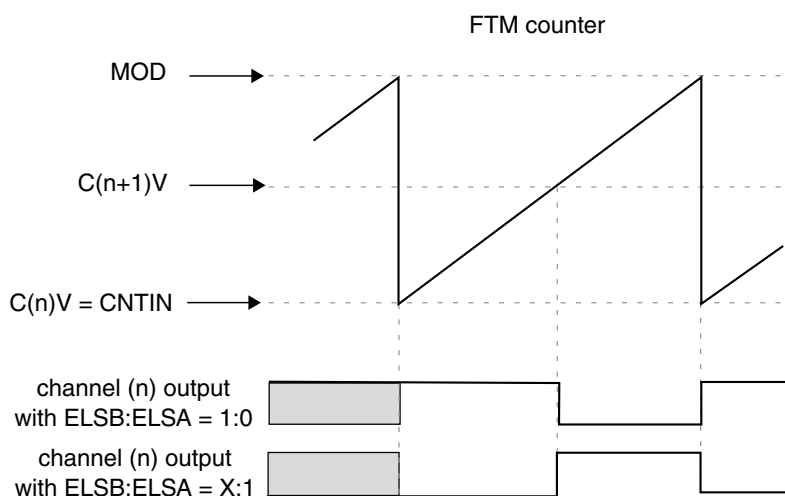 FTM counter
MOD
C(n+1)V
C(n)V = CNTIN
channel (n) output
with ELSB:ELSA = 1:0
channel (n) output
with ELSB:ELSA = X:1